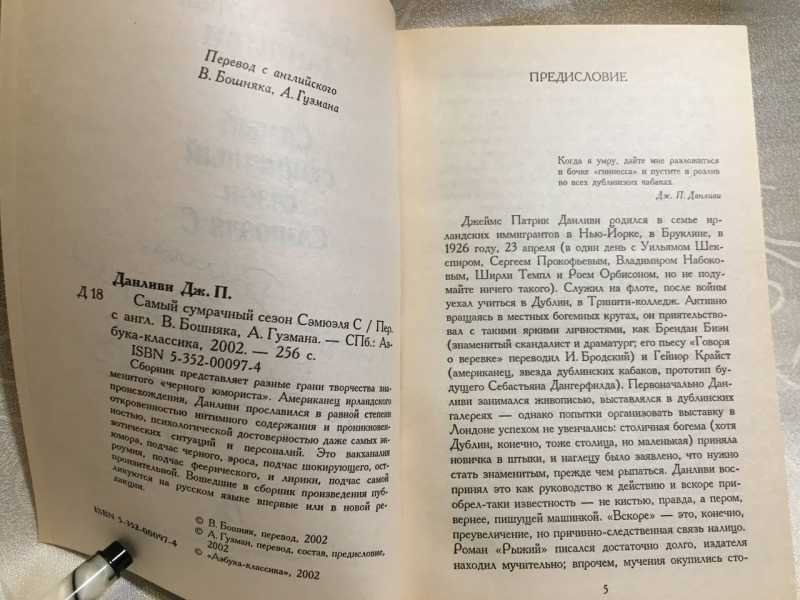 Перевод с английского
В. Бошняка, А. Гузмана
Данливи Дж. П.
Д 18
Самый сумрачный сезон Сэмюэля С / Пер.
с англ. В. Бошняка, А. Гузмана. — СПб.: Аз-
бука-классика, 2002. — 256 с.
ISBN 5-352-00097-4
Сборник представляет разные грани творчества зна-
менитого «черного юмориста». Американец ирландского
происхождения, Данливи прославился в равной степени
откровенностью интимного содержания и проникновен-
ностью, психологической достоверностью даже самых эк-
зотических ситуаций и персоналий. Это вакханалия
юмора, подчас черного, эроса, подчас шокирующего, ост-
роумия, подчас феерического, и лирики, подчас самой
пронзительной. Вошедшие в сборник произведения пуб-
ликуются на русском языке впервые или в новой ре-
дакции.
ISBN 5-352-00097-4
© В. Бошняк, перевод, 2002
© А. Гузман, перевод, состав, предисловие,
2002
© «Азбука-классика», 2002
ПРЕДИСЛОВИЕ
Когда я умру, дайте мне разложиться
в бочке «гиннесса» и пустите в розлив
во всех дублинских кабаках.
Дж. П. Данливи
Джеймс Патрик Данливи родился в семье ир-
ландских иммигрантов в Нью-Йорке, в Бруклине, в
1926 году, 23 апреля (в один день с Уильямом Шек-
спиром, Сергеем Прокофьевым, Владимиром Набоко-
вым, Ширли Темпл и Роем Орбисоном, но не поду-
майте ничего такого). Служил на флоте, после войны
уехал учиться в Дублин, в Тринити-колледж. Активно
вращаясь в местных богемных кругах, он приятельство-
вал с такими яркими личностями, как Брендан Биэн
(знаменитый скандалист и драматург; его пьесу «Говоря
о веревке» переводил И. Бродский) и Гейнор Крайст
(американец, звезда дублинских кабаков, прототип бу-
дущего Себастьяна Дангерфилда). Первоначально Дан-
ливи занимался живописью, выставлялся в дублинских
галереях — однако попытки организовать выставку в
Лондоне успехом не увенчались: столичная богема (хотя
Дублин, конечно, тоже столица, но маленькая) приняла
новичка в штыки, и наглецу было заявлено, что нужно
стать знаменитым, прежде чем рыпаться. Данливи вос-
принял это как руководство к действию и вскоре при-
обрел-таки известность — не кистью, правда, а пером,
вернее, пишущей машинкой. «Вскоре» — это, конечно,
преувеличение, но причинно-следственная связь налицо.
Роман «Рыжий» писался достаточно долго, издателя
находил мучительно; впрочем, мучения окупились сто-
5